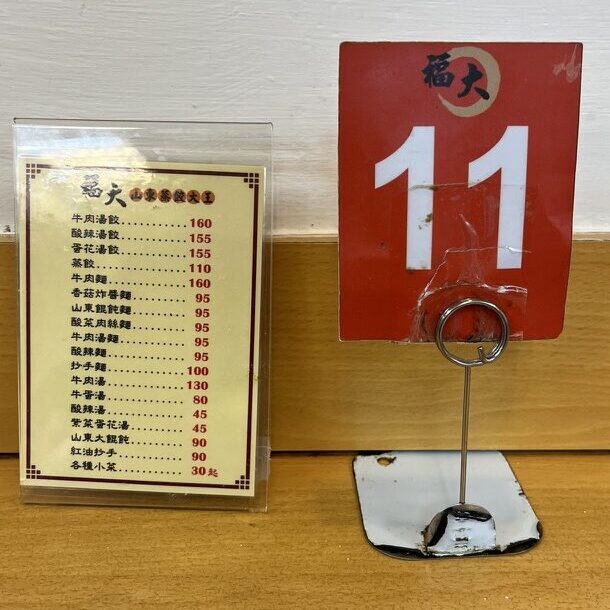 福大山東蒸餃大王
牛肉湯餃............160
酸辣湯餃............155
蛋花湯餃............155
蒸餃............110
牛肉麵............160
香菇炸醬麵............95
山東餛飩麵............95
酸菜肉絲麵............95
牛肉湯麵............95
酸辣麵............95
抄手麵............100
牛肉湯............130
牛蛋湯............80
酸辣湯............45
紫菜蛋花湯............45
山東大餛飩............90
紅油抄手............90
各種小菜............30起
福大
11